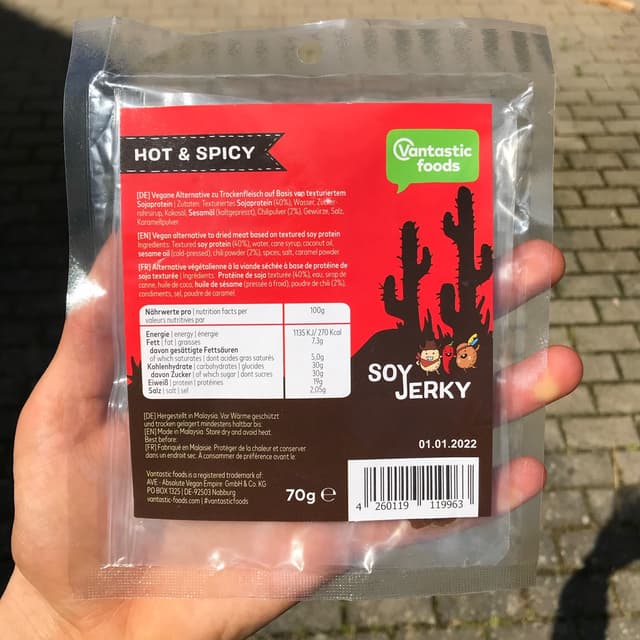 HOT & SPICY
Vantastic
foods
[DE] Vegane Alternative zu Trockenfleisch auf Basis von texturiertem
Sojaprotein | Zutaten: Texturiertes Sojaprotein (40%), Wasser, Zucker-
rohrsirup, Kokosöl, Sesamöl (kaltgepresst), Chilipulver (2%), Gewürze, Salz,
Karamellpulver
[EN] Vegan alternative to dried meat based on textured soy protein
Ingredients: Textured soy protein (40%), water, cane syrup, coconut oil,
sesame oil (cold-pressed), chili powder (2%), spices, salt, caramel powder
[FR] Alternative végétalienne à la viande séchée à base de protéine de
soja texturée | Ingrédients: Protéine de soja texturée (40%), eau, sirop de
canne, huile de coco, huile de sésame (pressée à froid), poudre de chili (2%),
condiments, sel, poudre de caramel
Nährwerte pro | nutrition facts per 100g
valeurs nutritives par
Energie | energy | énergie 1135 KJ/ 270 Kcal
Fett | fat | graisses 7.3g
davon gesättigte Fettsäuren
of which saturates | dont acides gras saturés 5,0g
Kohlenhydrate | carbohydrates | glucides 30g
davon Zucker | of which sugar | dont sucres 30g
Eiweiß | protein | protéines 19g
Salz | salt | sel 2,05g
SOY
JERKY
[DE] Hergestellt in Malaysia. Vor Wärme geschützt
und trocken gelagert mindestens haltbar bis:
[EN] Made in Malaysia. Store dry and avoid heat.
Best before:
[FR] Fabriqué en Malaisie. Protéger de la chaleur et conserver
dans un endroit sec. À consommer de préférence avant le:
01.01.2022
Vantastic foods is a registered trademark of:
AVE - Absolute Vegan Empire GmbH & Co. KG
PO BOX 1325 | DE-92503 Nabburg
vantastic-foods.com | #vantasticfoods
70g e
4 260119 119963